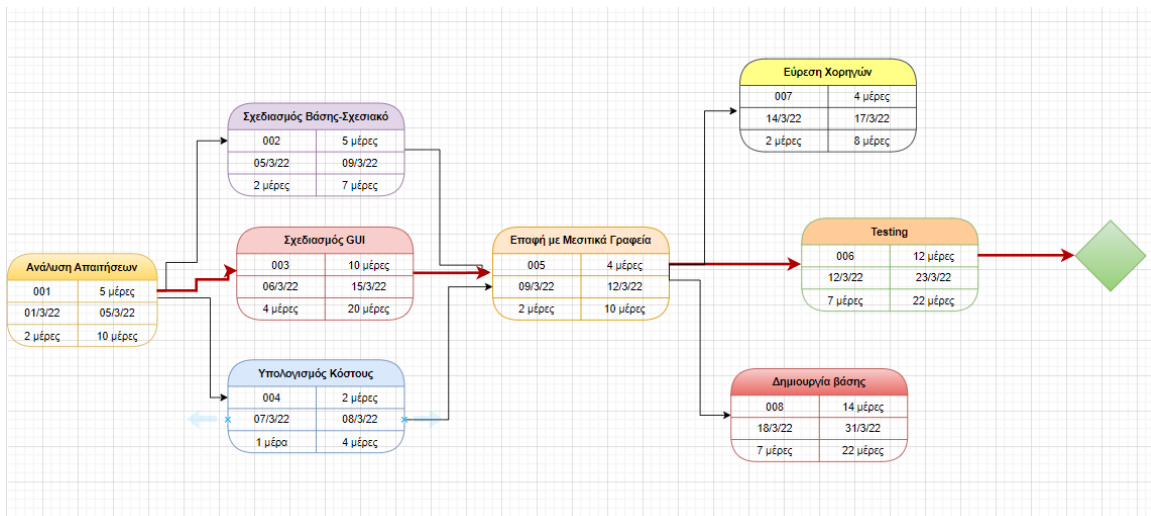 Ανάλυση Απαιτήσεων
001 5 μέρες
01/3/22 05/3/22
2 μέρες 10 μέρες
Σχεδιασμός Βάσης-Σχεσιακό
002 5 μέρες
05/3/22 09/3/22
2 μέρες 7 μέρες
Σχεδιασμός GUI
003 10 μέρες
06/3/22 15/3/22
4 μέρες 20 μέρες
Υπολογισμός Κόστους
004 2 μέρες
07/3/22 08/3/22
1 μέρα 4 μέρες
Επαφή με Μεσιτικά Γραφεία
005 4 μέρες
09/3/22 12/3/22
2 μέρες 10 μέρες
Εύρεση Χορηγών
007 4 μέρες
14/3/22 17/3/22
2 μέρες 8 μέρες
Testing
006 12 μέρες
12/3/22 23/3/22
7 μέρες 22 μέρες
Δημιουργία βάσης
008 14 μέρες
18/3/22 31/3/22
7 μέρες 22 μέρες